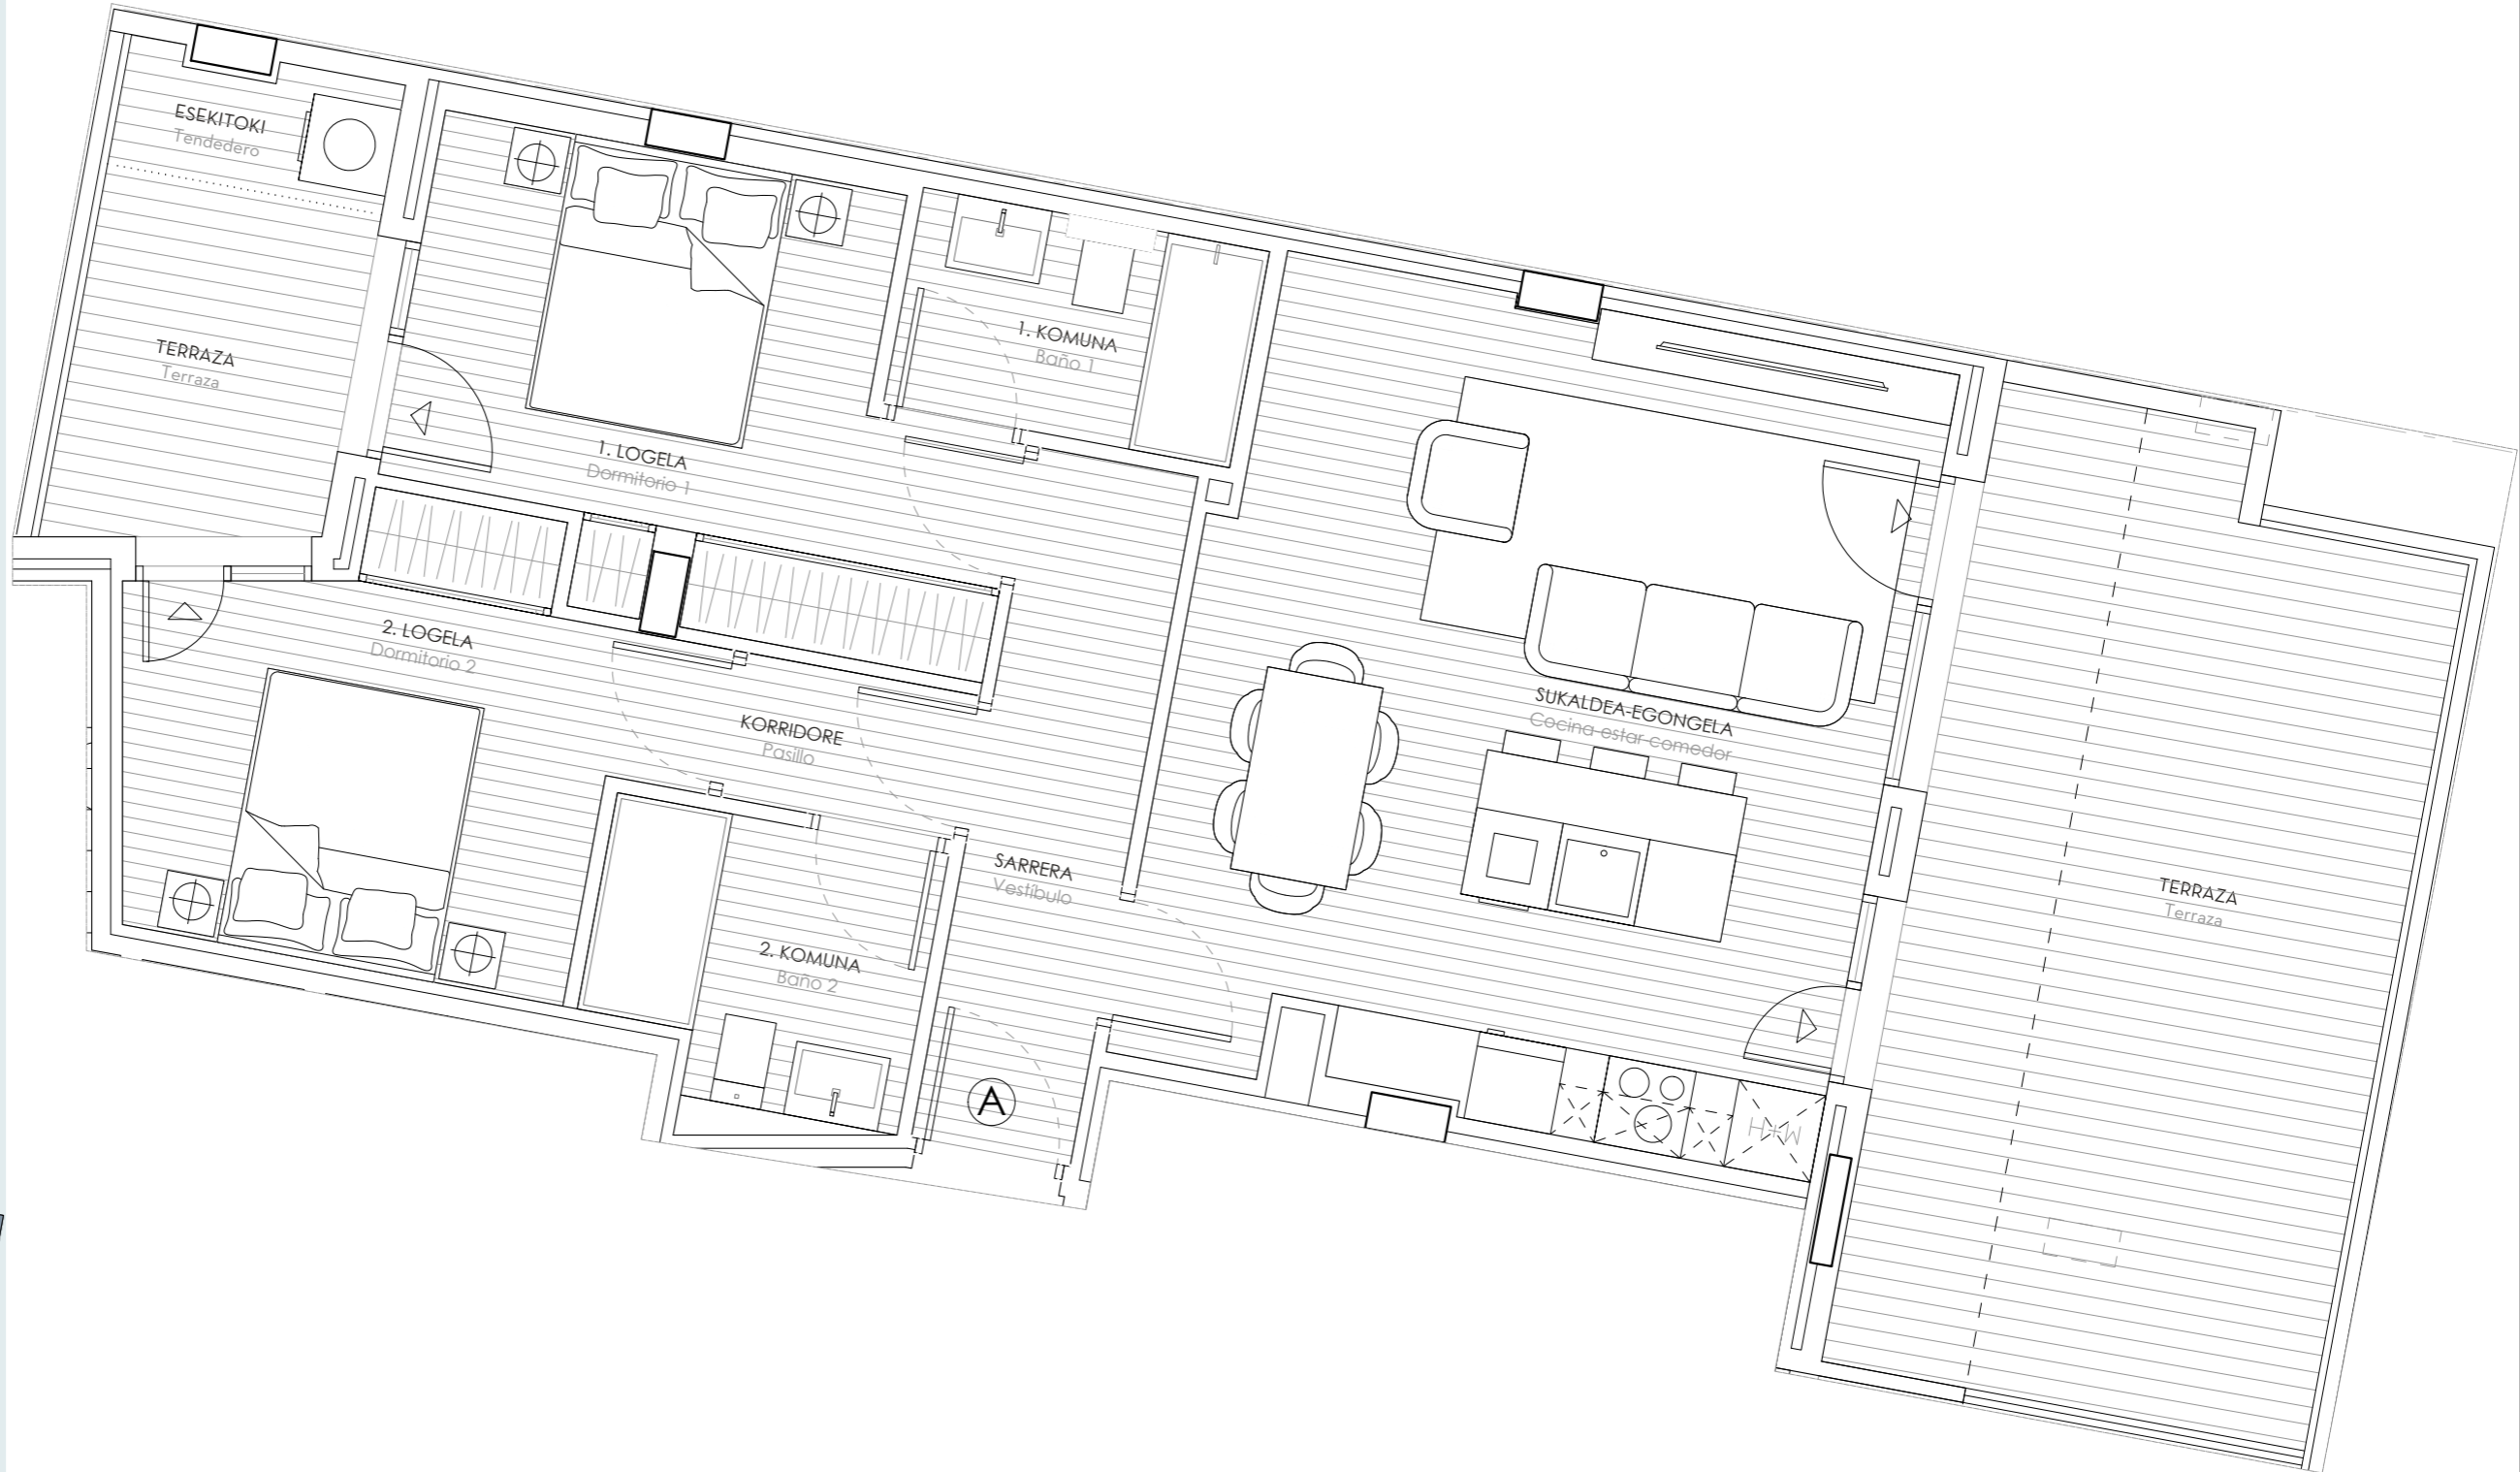 ESEKITOKI
Tendedero
TERRAZA
Terraza
1. LOGELA
Dormitorio 1
1. KOMUNA
Baño 1
2. LOGELA
Dormitorio 2
KORRIDORE
Pasillo
SARRERA
Vestíbulo
2. KOMUNA
Baño 2
A
SUKALDEA-EGONGELA
Cocina estar comedor
M+H
TERRAZA
Terraza